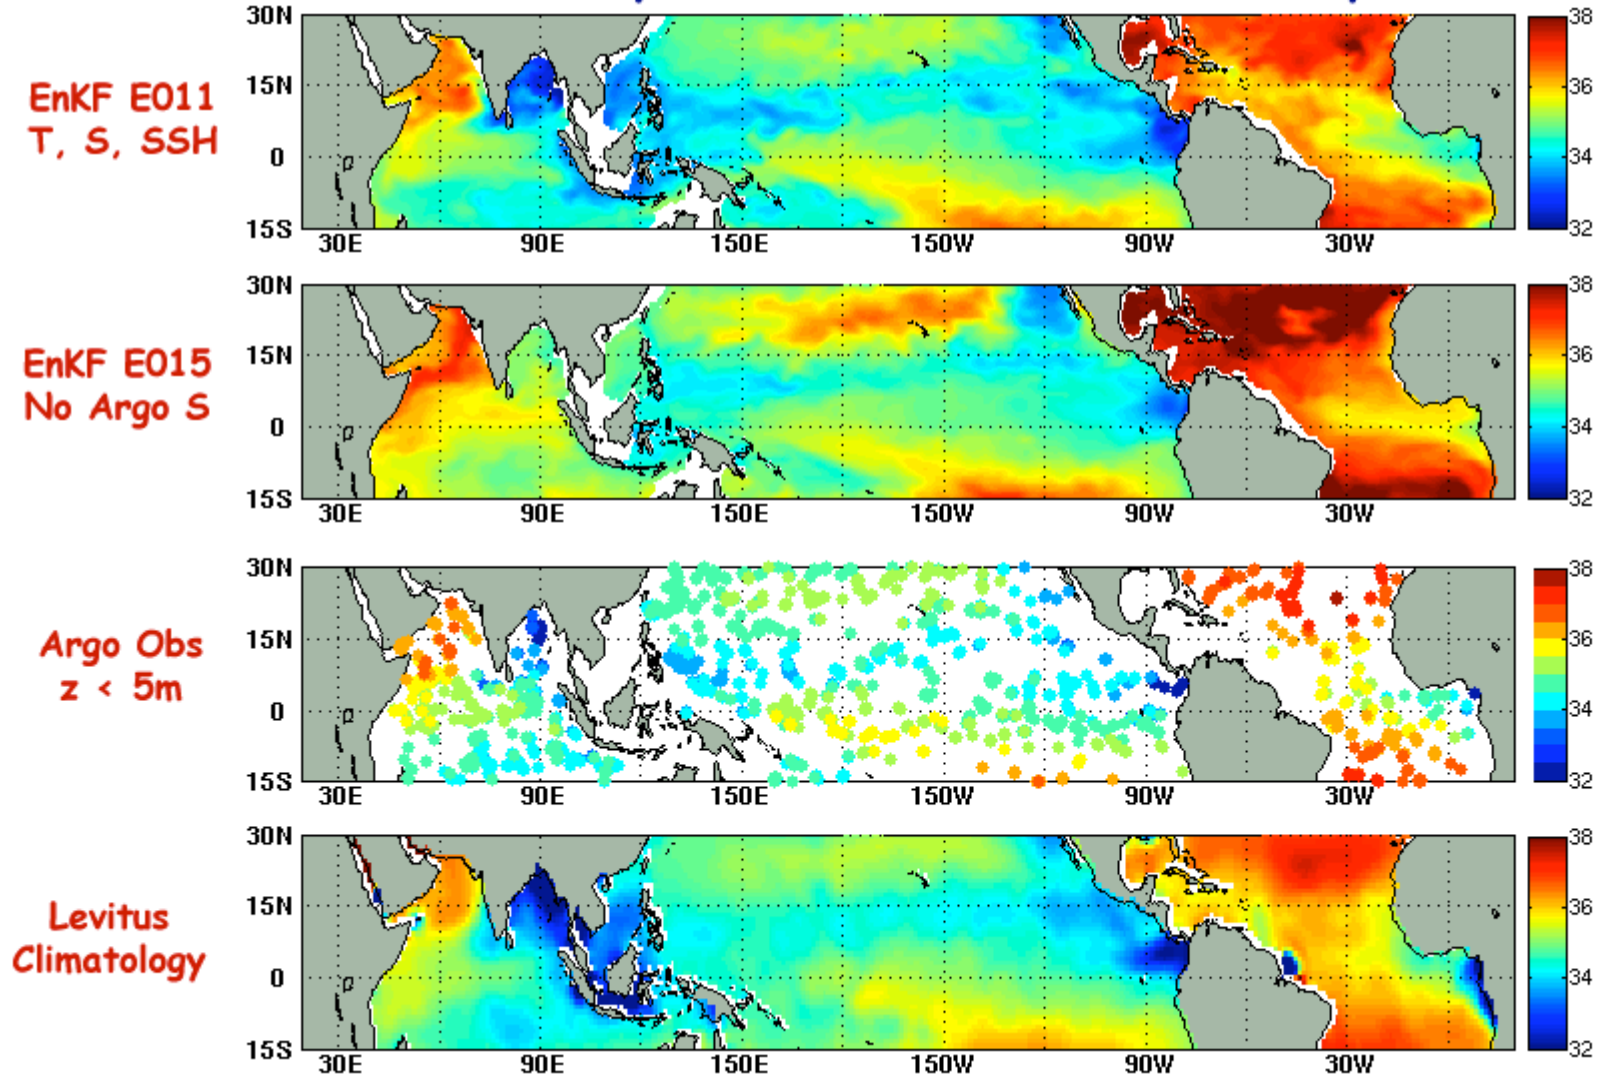 30N
15N
0
15S
30E
90E
150E
150W
90W
30W
38
36
34
32
EnKF E011
T, S, SSH
30N
15N
0
15S
30E
90E
150E
150W
90W
30W
38
36
34
32
EnKF E015
No Argo S
30N
15N
0
15S
30E
90E
150E
150W
90W
30W
38
36
34
32
Argo Obs
z < 5m
30N
15N
0
15S
30E
90E
150E
150W
90W
30W
38
36
34
32
Levitus
Climatology